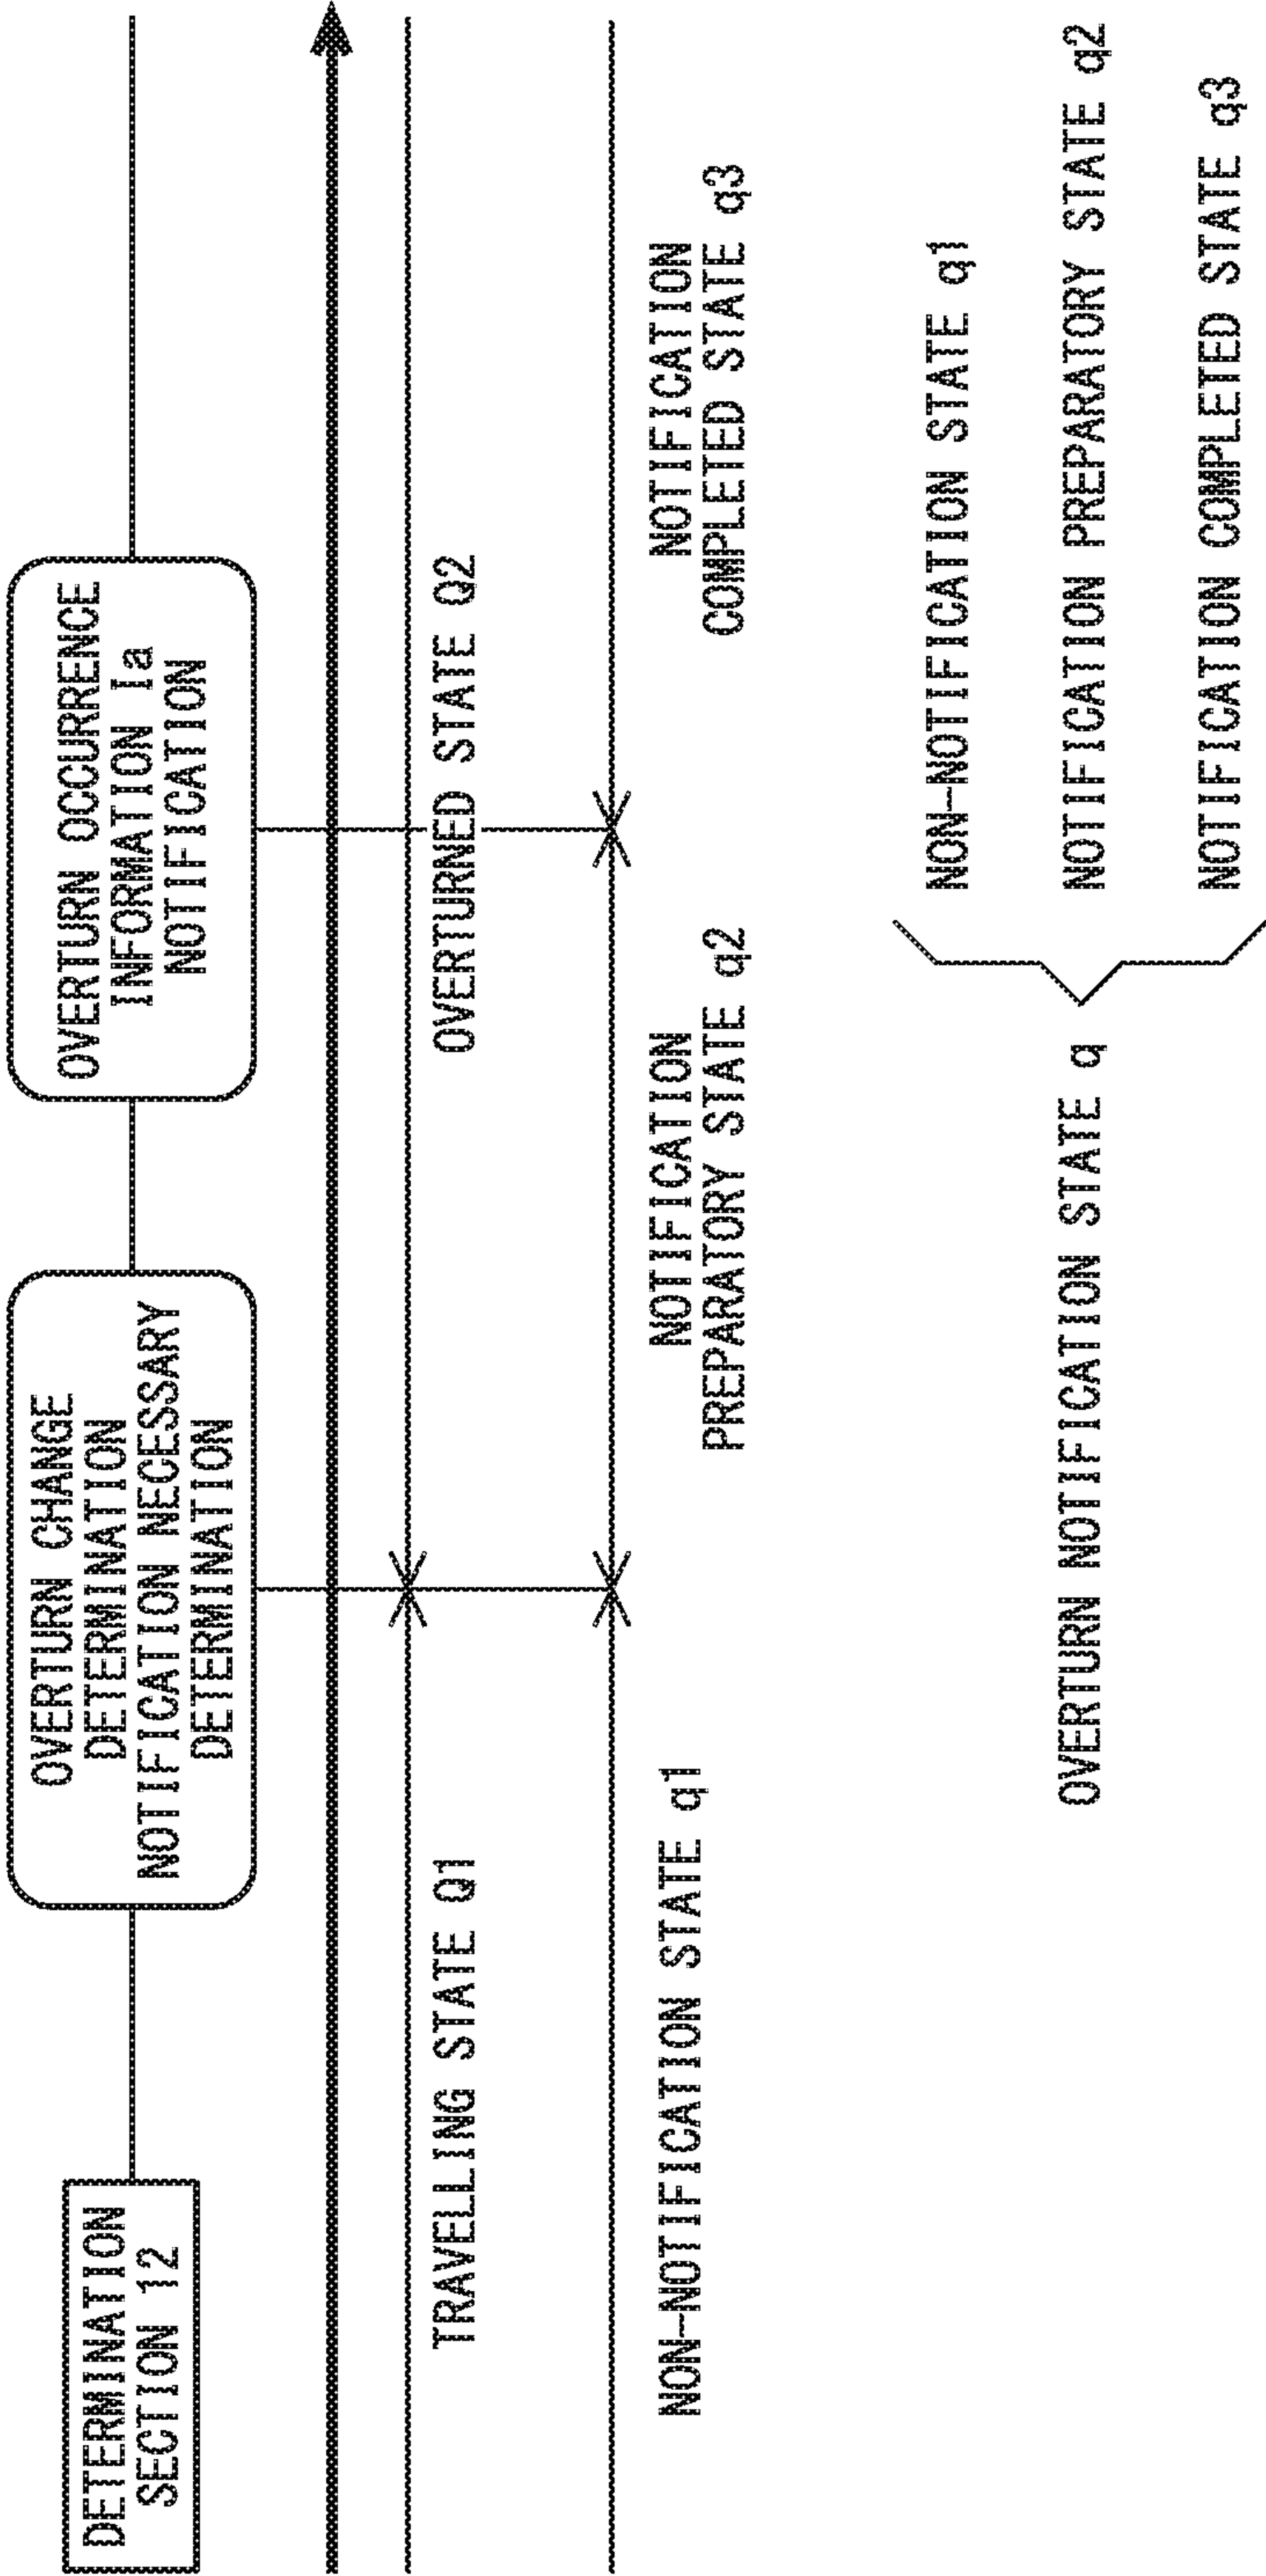 DETERMINATION
SECTION 12
OVERTURN CHANGE
DETERMINATION
NOTIFICATION NECESSARY
DETERMINATION
OVERTURN OCCURRENCE
INFORMATION Ia
NOTIFICATION
TRAVELLING STATE Q1
OVERTURNED STATE Q2
NON-NOTIFICATION STATE q1
NOTIFICATION
PREPARATORY STATE q2
NOTIFICATION
COMPLETED STATE q3
OVERTURN NOTIFICATION STATE q
NON-NOTIFICATION STATE q1
NOTIFICATION PREPARATORY STATE q2
NOTIFICATION COMPLETED STATE q3